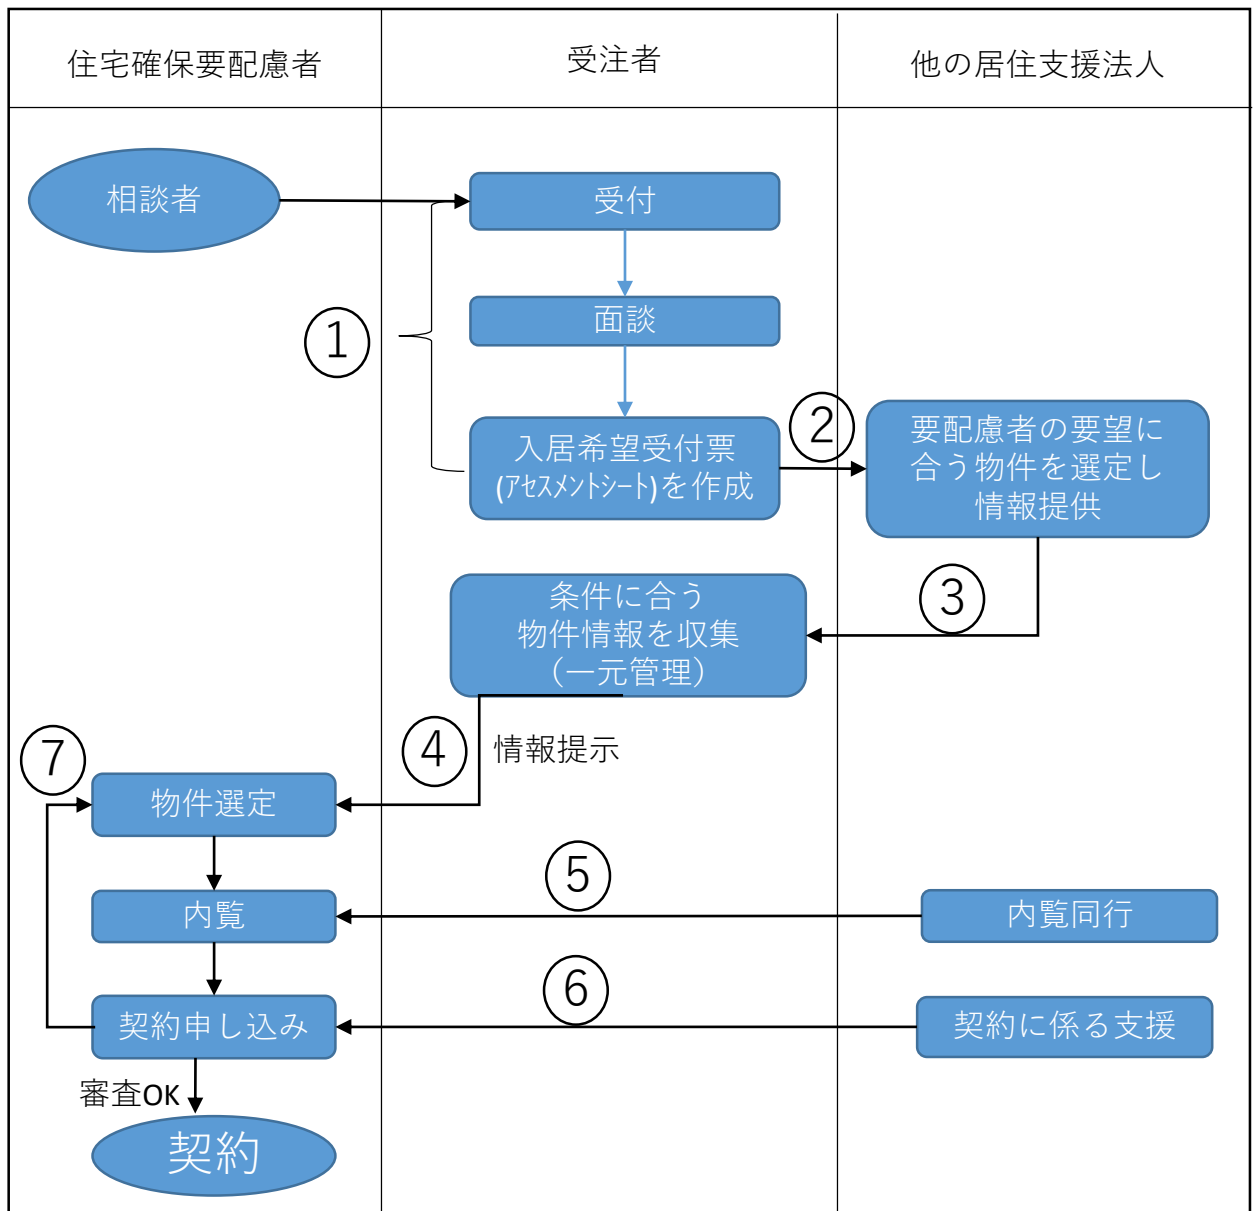 住宅確保要配慮者
受注者
他の居住支援法人
相談者
受付
面談
①
入居希望受付票
(ｱｾｽﾒﾝﾄｼｰﾄ)を作成
②
要配慮者の要望に
合う物件を選定し
情報提供
③
条件に合う
物件情報を収集
（一元管理）
④
情報提示
⑦
物件選定
⑤
内覧
内覧同行
⑥
契約申し込み
契約に係る支援
審査OK
契約